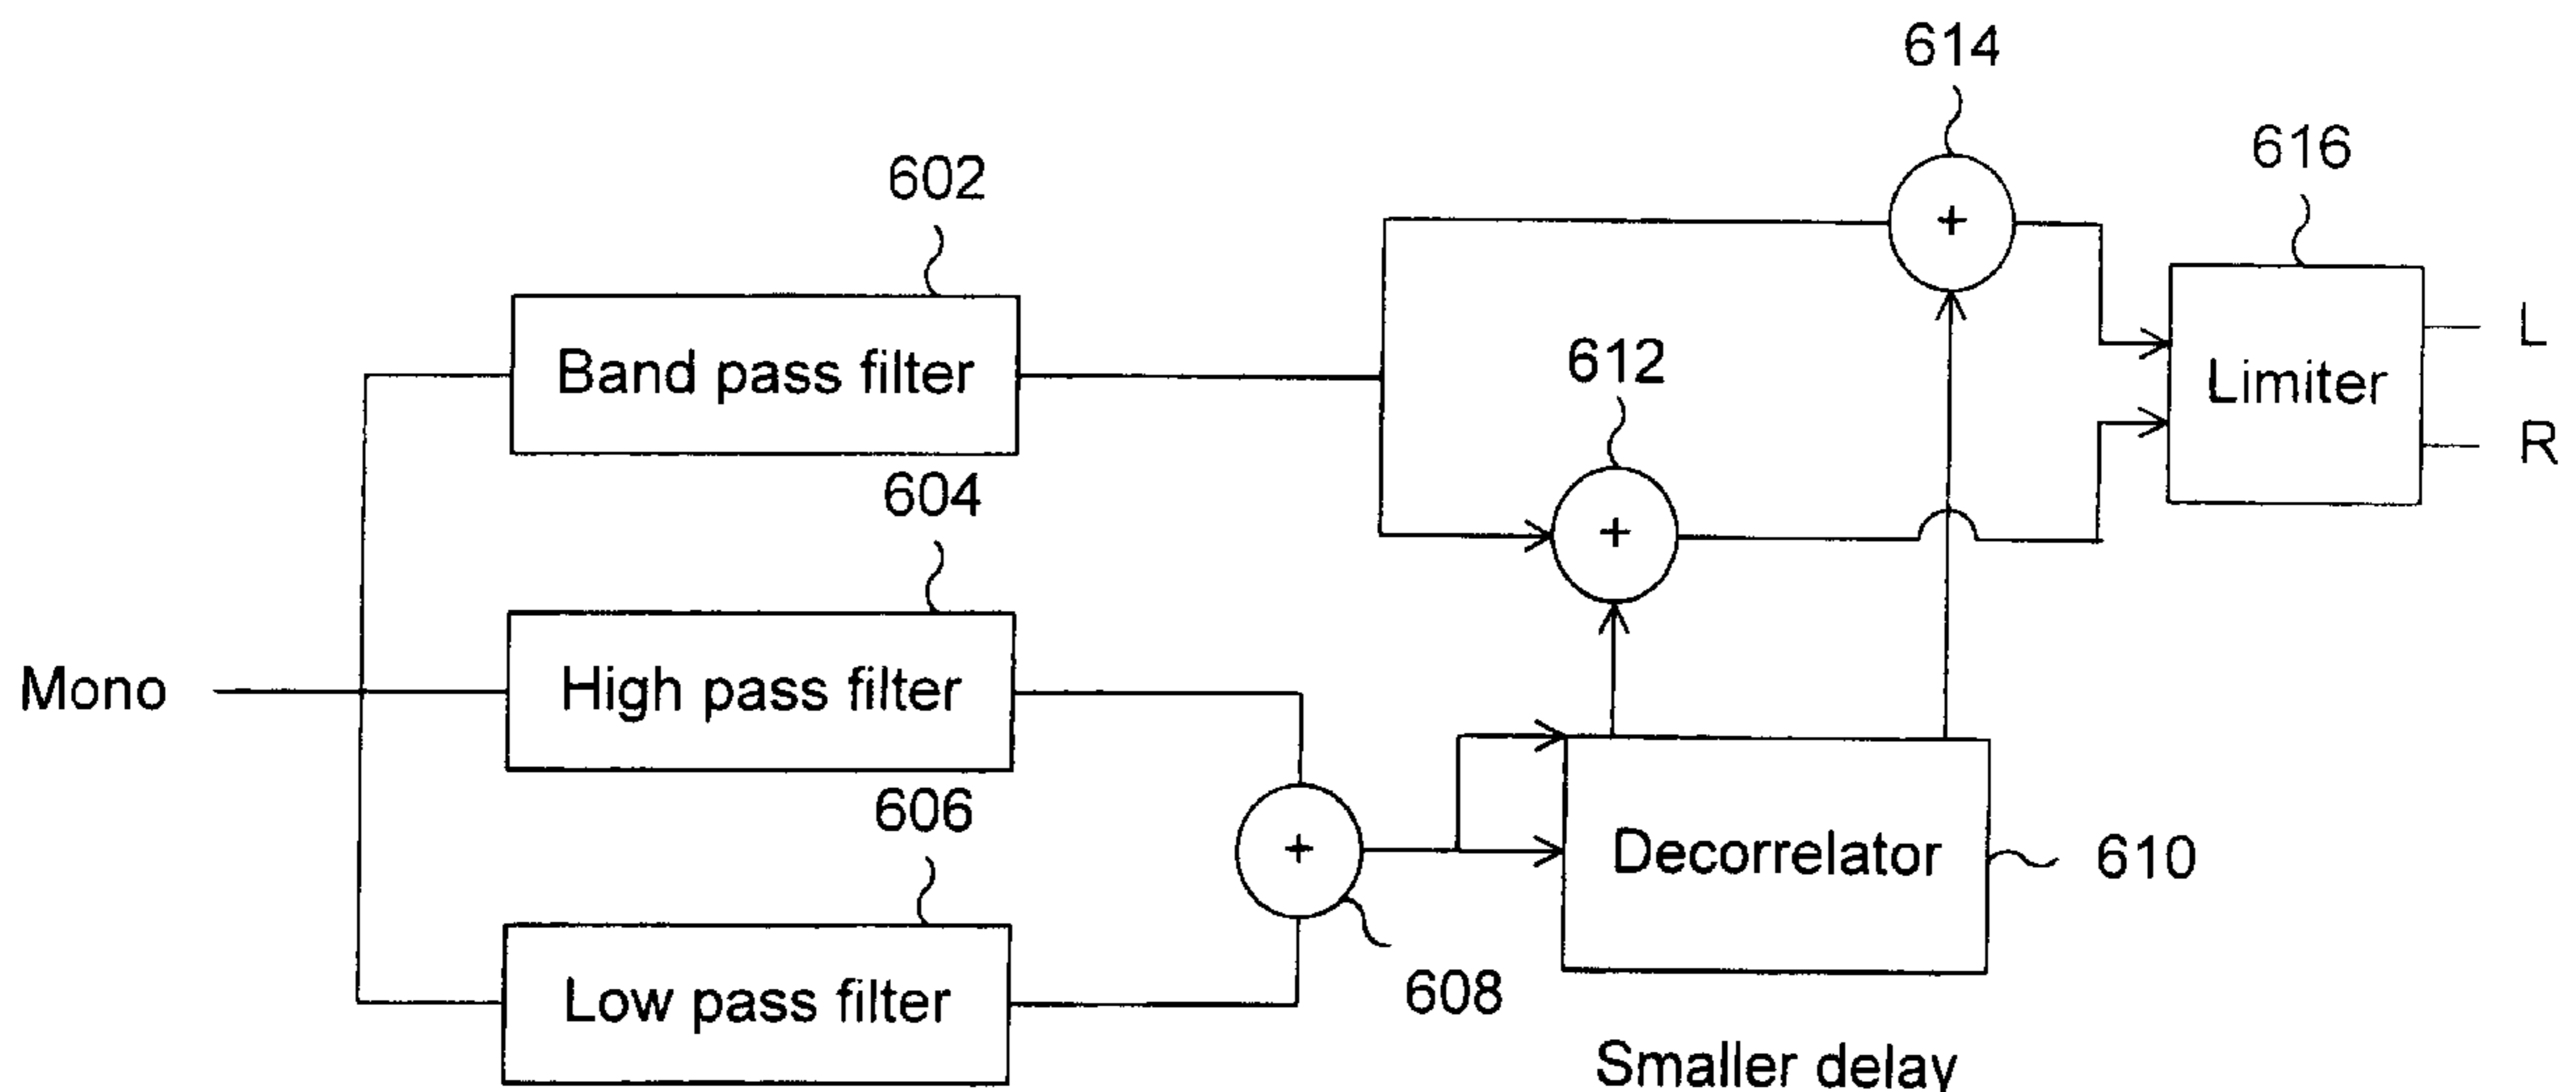 614
616
602
L
Band pass filter
612
Limiter
R
604
Mono
High pass filter
606
Decorrelator
610
Low pass filter
608
Smaller delay
+
+
+